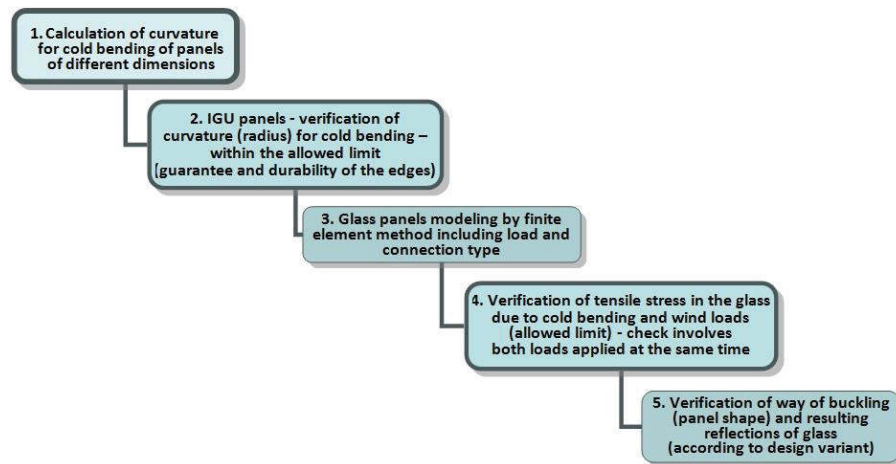 1. Calculation of curvature
for cold bending of panels
of different dimensions
2. IGU panels - verification of
curvature (radius) for cold bending –
within the allowed limit
(guarantee and durability of the edges)
3. Glass panels modeling by finite
element method including load and
connection type
4. Verification of tensile stress in the glass
due to cold bending and wind loads
(allowed limit) - check involves
both loads applied at the same time
5. Verification of way of buckling
(panel shape) and resulting
reflections of glass
(according to design variant)